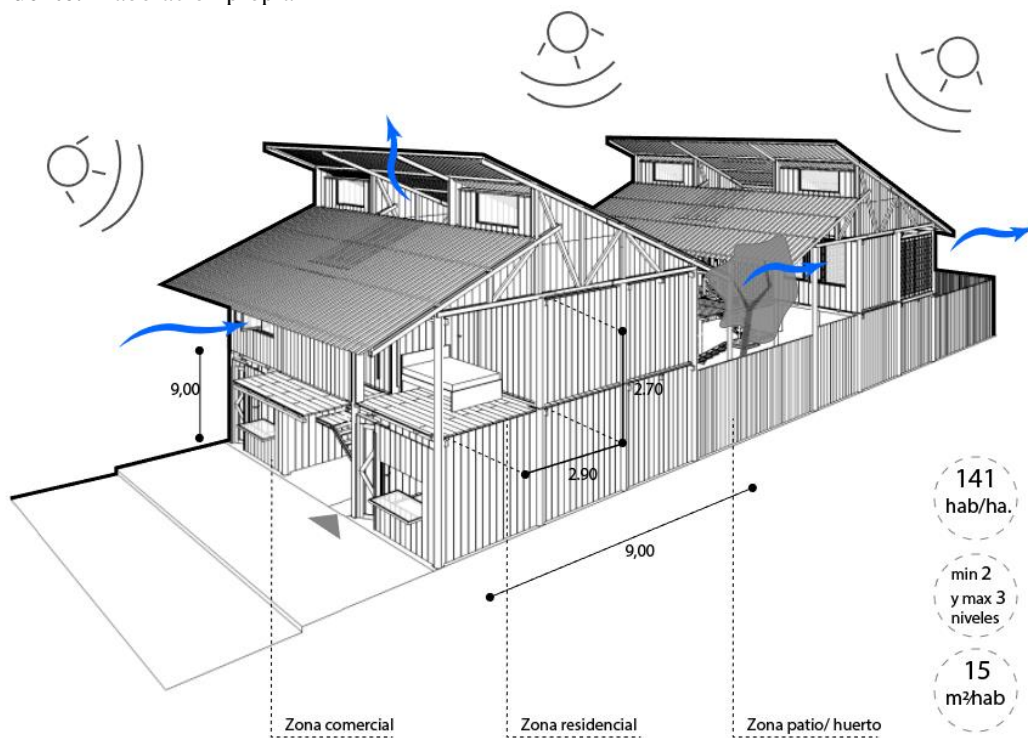 9,00
2.70
2.90
9,00
141
hab/ha.
min 2
y max 3
niveles
15
m²/hab
Zona comercial
Zona residencial
Zona patio/ huerto